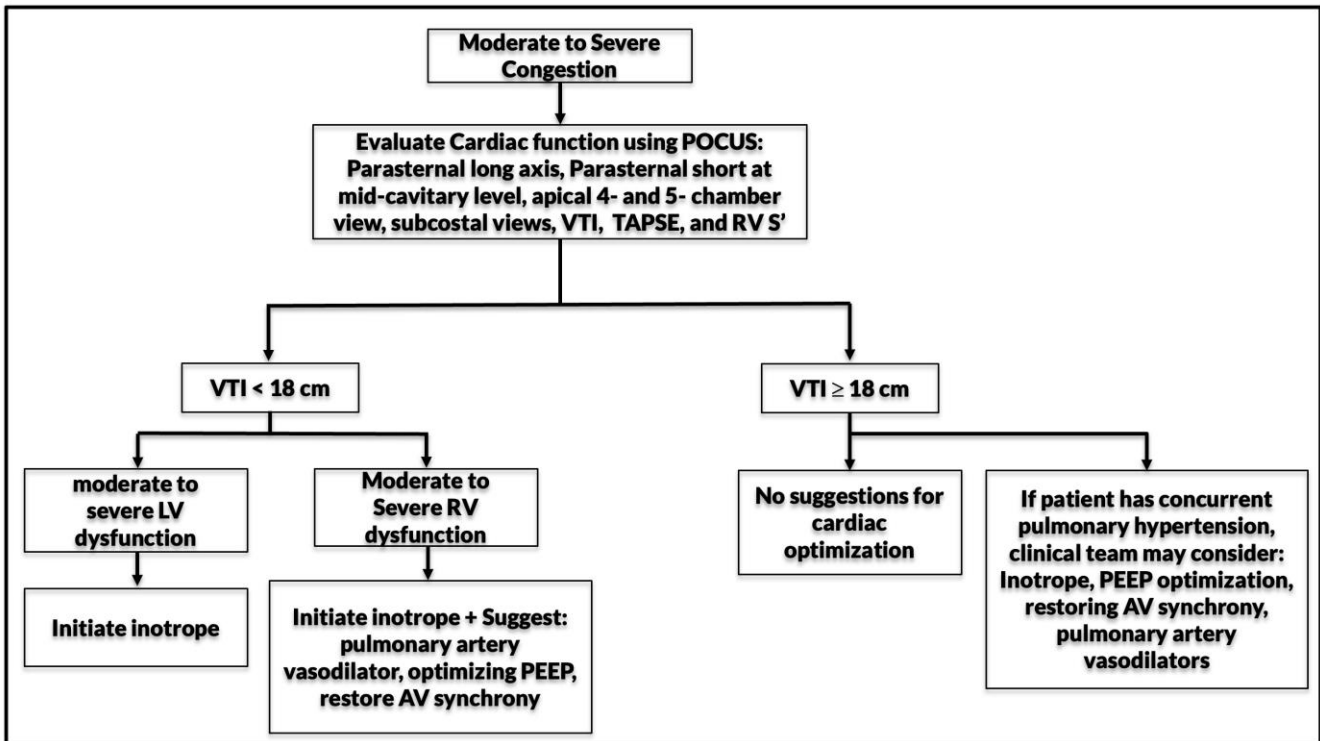 Moderate to Severe
Congestion
Evaluate Cardiac function using POCUS:
Parasternal long axis, Parasternal short at
mid-cavitary level, apical 4- and 5- chamber
view, subcostal views, VTI, TAPSE, and RV S’
VTI < 18 cm
VTI ≥ 18 cm
moderate to
severe LV
dysfunction
Moderate to
Severe RV
dysfunction
No suggestions for
cardiac
optimization
If patient has concurrent
pulmonary hypertension,
clinical team may consider:
Inotrope, PEEP optimization,
restoring AV synchrony,
pulmonary artery
vasodilators
Initiate inotrope
Initiate inotrope + Suggest:
pulmonary artery
vasodilator, optimizing PEEP,
restore AV synchrony